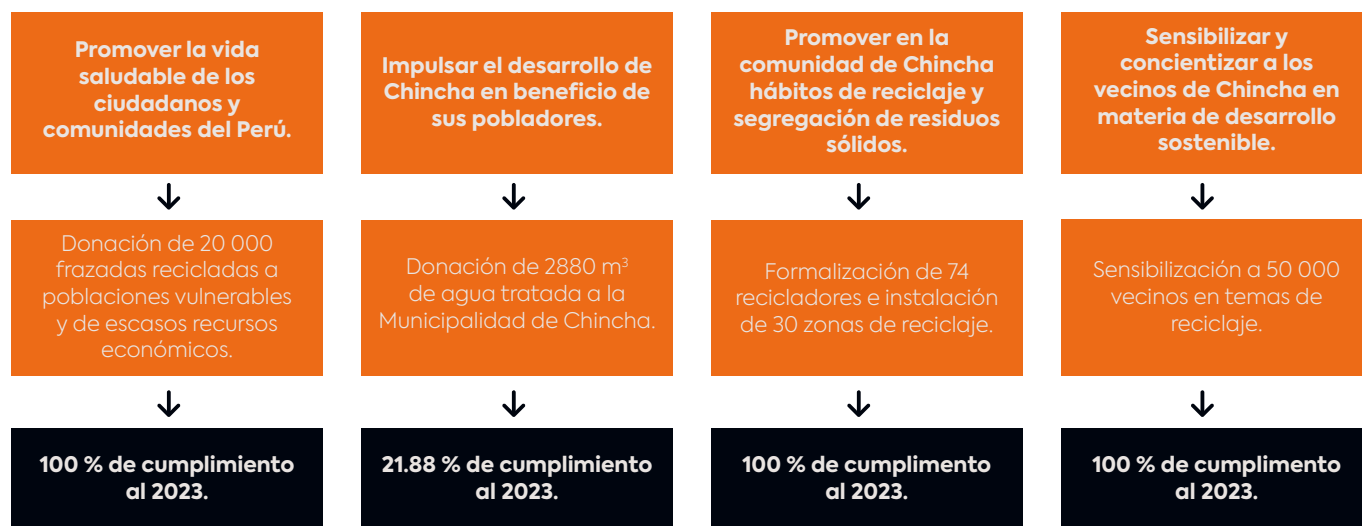 Promover la vida
saludable de los
ciudadanos y
comunidades del Perú.
Donación de 20 000
frazadas recicladas a
poblaciones vulnerables
y de escasos recursos
económicos.
100 % de cumplimiento
al 2023.
Impulsar el desarrollo de
Chincha en beneficio de
sus pobladores.
Donación de 2880 m³
de agua tratada a la
Municipalidad de Chincha.
21.88 % de cumplimiento
al 2023.
Promover en la
comunidad de Chincha
hábitos de reciclaje y
segregación de residuos
sólidos.
Formalización de 74
recicladores e instalación
de 30 zonas de reciclaje.
100 % de cumplimento
al 2023.
Sensibilizar y
concientizar a los
vecinos de Chincha en
materia de desarrollo
sostenible.
Sensibilización a 50 000
vecinos en temas de
reciclaje.
100 % de cumplimento
al 2023.